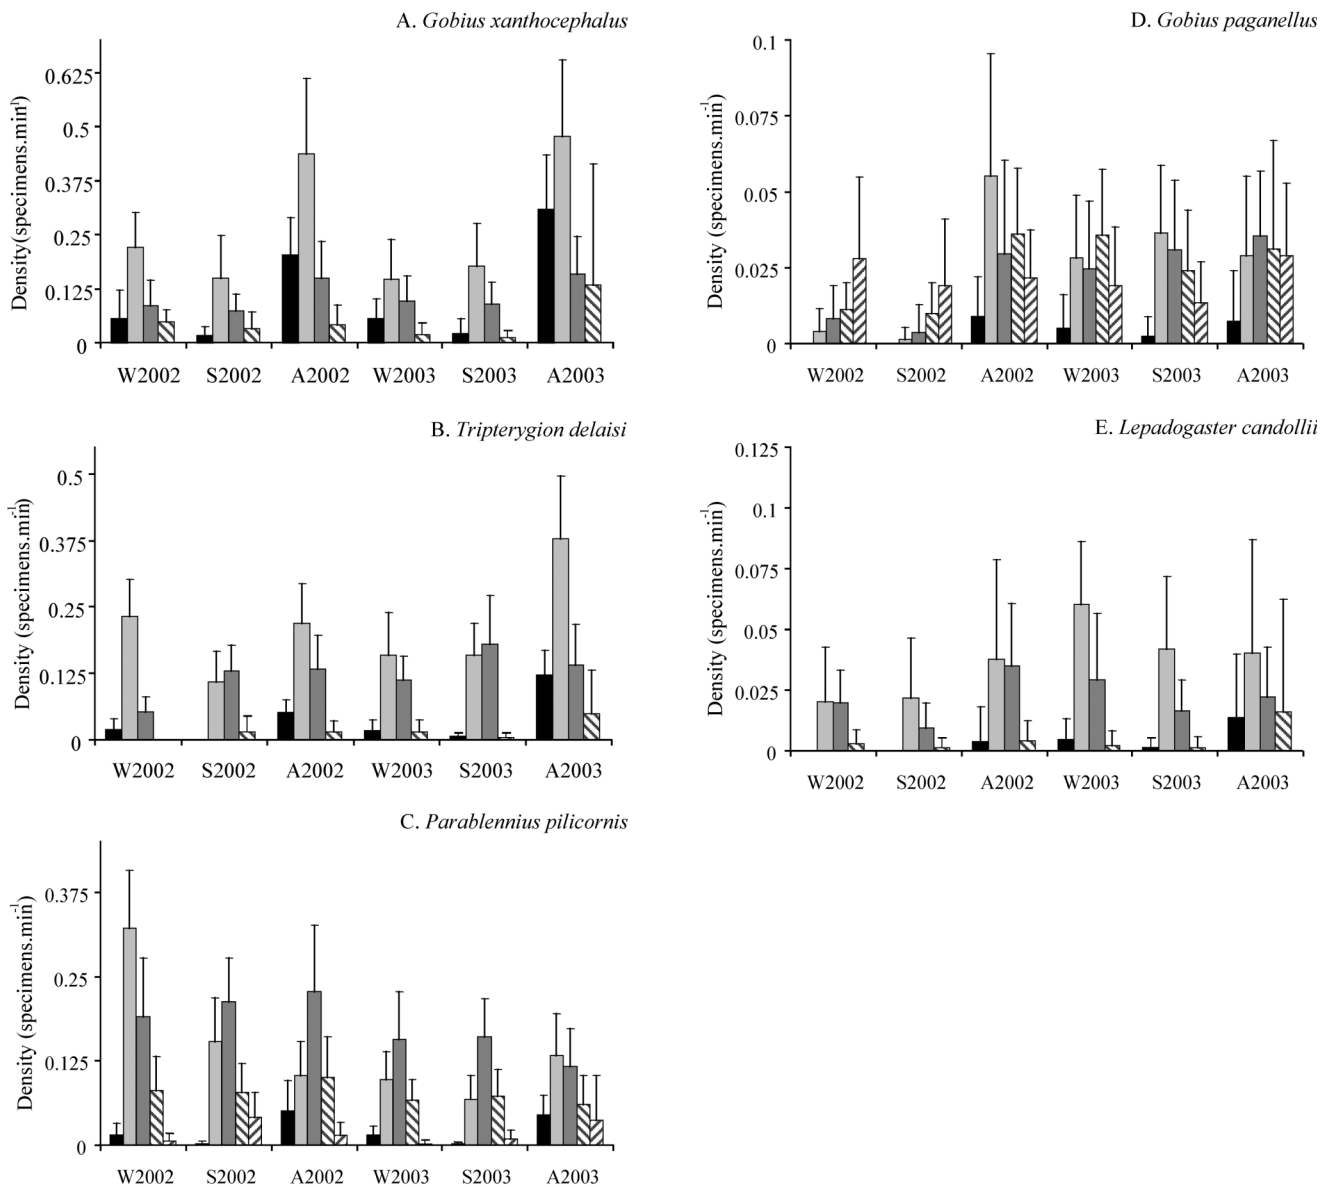 A. Gobius xanthocephalus
Density(specimens.min¹)
0.625
0.5
0.375
0.25
0.125
0
W2002 S2002 A2002 W2003 S2003 A2003
B. Tripterygion delaisi
Density (specimens.min-1)
0.5
0.375
0.25
0.125
0
W2002 S2002 A2002 W2003 S2003 A2003
C. Parablennius pilicornis
Density (specimens.min-1)
0.375
0.25
0.125
0
W2002 S2002 A2002 W2003 S2003 A2003
D. Gobius paganellus
Density (specimens.min-1)
0.1
0.075
0.05
0.025
0
W2002 S2002 A2002 W2003 S2003 A2003
E. Lepadogaster candollii
Density (specimens.min-1)
0.125
0.1
0.075
0.05
0.025
0
W2002 S2002 A2002 W2003 S2003 A2003